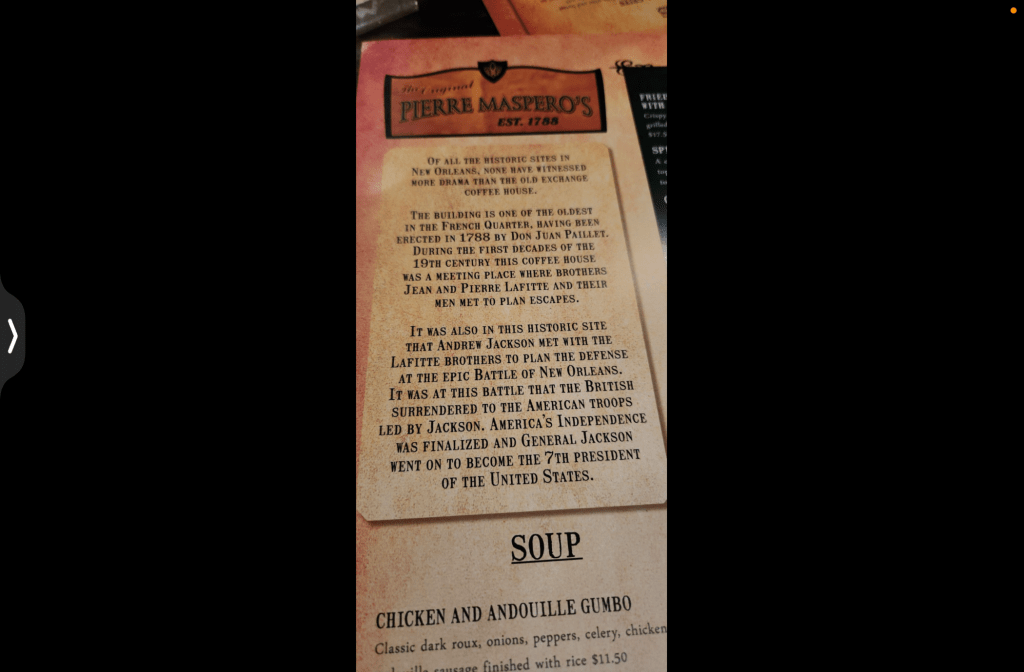 PIERRE MASPERO'S
EST. 1788
OF ALL THE HISTORIC SITES IN
NEW ORLEANS, NONE HAVE WITNESSED
MORE DRAMA THAN THE OLD EXCHANGE
COFFEE HOUSE.
THE BUILDING IS ONE OF THE OLDEST
IN THE FRENCH QUARTER, HAVING BEEN
ERECTED IN 1788 BY DON JUAN PAILLET.
DURING THE FIRST DECADES OF THE
19TH CENTURY THIS COFFEE HOUSE
WAS A MEETING PLACE WHERE BROTHERS
JEAN AND PIERRE LAFITTE AND THEIR
MEN MET TO PLAN ESCAPES.
IT WAS ALSO IN THIS HISTORIC SITE
THAT ANDREW JACKSON MET WITH THE
LAFITTE BROTHERS TO PLAN THE DEFENSE
AT THE EPIC BATTLE OF NEW ORLEANS.
IT WAS AT THIS BATTLE THAT THE BRITISH
SURRENDERED TO THE AMERICAN TROOPS
LED BY JACKSON. AMERICA'S INDEPENDENCE
WAS FINALIZED AND GENERAL JACKSON
WENT ON TO BECOME THE 7TH PRESIDENT
OF THE UNITED STATES.
SOUP
CHICKEN AND ANDOUILLE GUMBO
Classic dark roux, onions, peppers, celery, chicken
sausage finished with rice $11.50
WITH
Crispy